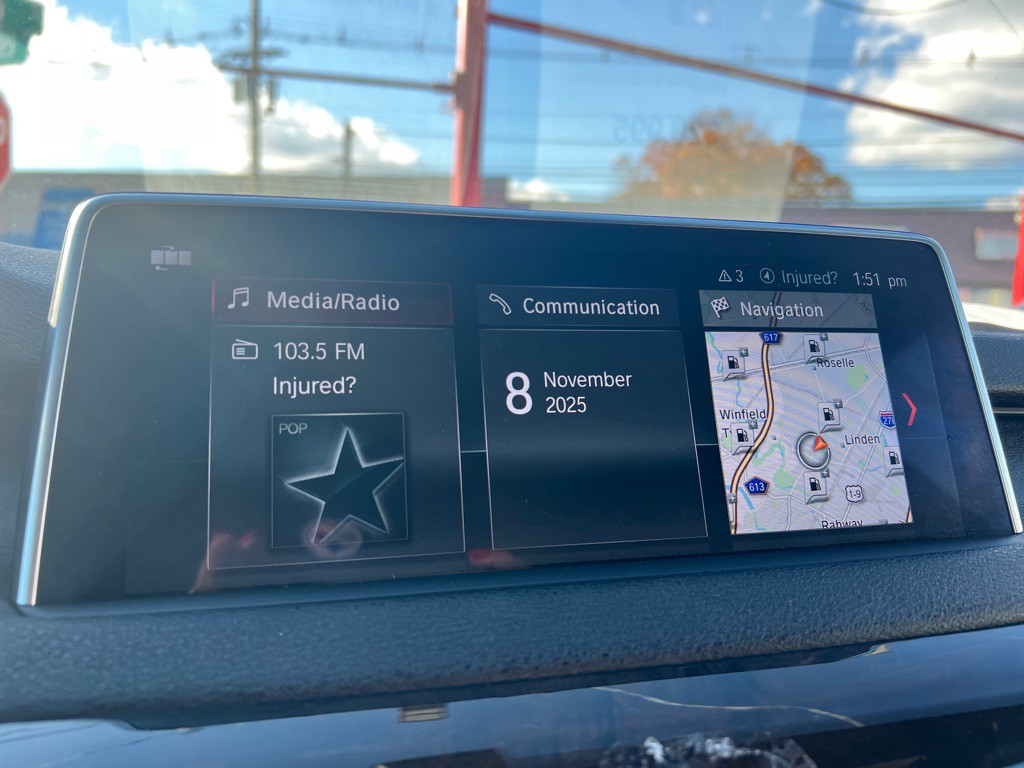 3 Injured? 1:51 pm
Media/Radio
Communication
Navigation
103.5 FM
Injured?
POP
8 November
2025
617
Roselle
Winfield
T
278
Linden
613
1-9
Rahway